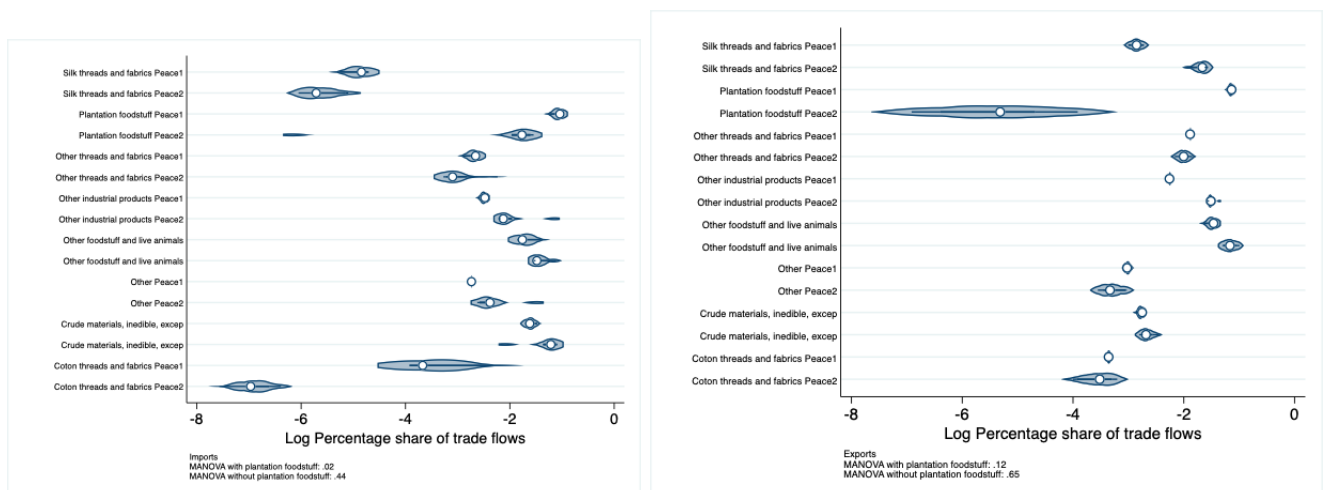 Silk threads and fabrics Peace1
Silk threads and fabrics Peace2
Plantation foodstuff Peace1
Plantation foodstuff Peace2
Other threads and fabrics Peace1
Other threads and fabrics Peace2
Other industrial products Peace1
Other industrial products Peace2
Other foodstuff and live animals
Other foodstuff and live animals
Other Peace1
Other Peace2
Crude materials, inedible, excep
Crude materials, inedible, excep
Coton threads and fabrics Peace1
Coton threads and fabrics Peace2
-8 -6 -4 -2 0
Log Percentage share of trade flows
Imports
MANOVA with plantation foodstuff: .02
MANOVA without plantation foodstuff: .44
Silk threads and fabrics Peace1
Silk threads and fabrics Peace2
Plantation foodstuff Peace1
Plantation foodstuff Peace2
Other threads and fabrics Peace1
Other threads and fabrics Peace2
Other industrial products Peace1
Other industrial products Peace2
Other foodstuff and live animals
Other foodstuff and live animals
Other Peace1
Other Peace2
Crude materials, inedible, excep
Crude materials, inedible, excep
Coton threads and fabrics Peace1
Coton threads and fabrics Peace2
-8 -6 -4 -2 0
Log Percentage share of trade flows
Exports
MANOVA with plantation foodstuff: .12
MANOVA without plantation foodstuff: .65